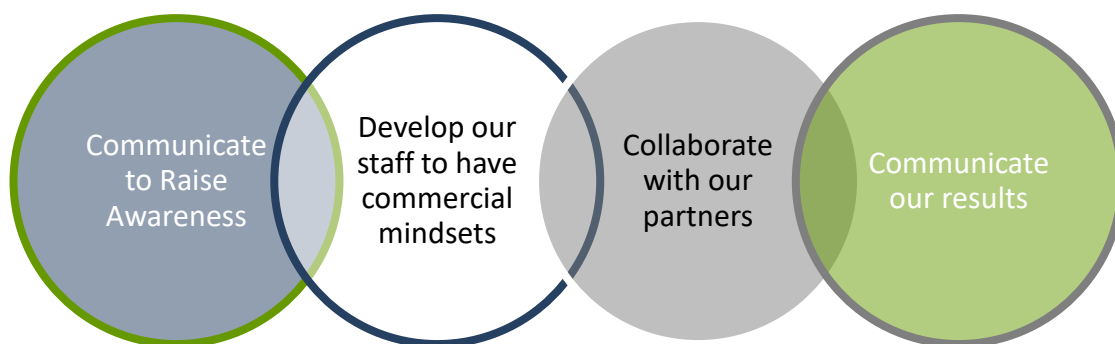 Communicate
to Raise
Awareness
Develop our
staff to have
commercial
mindsets
Collaborate
with our
partners
Communicate
our results